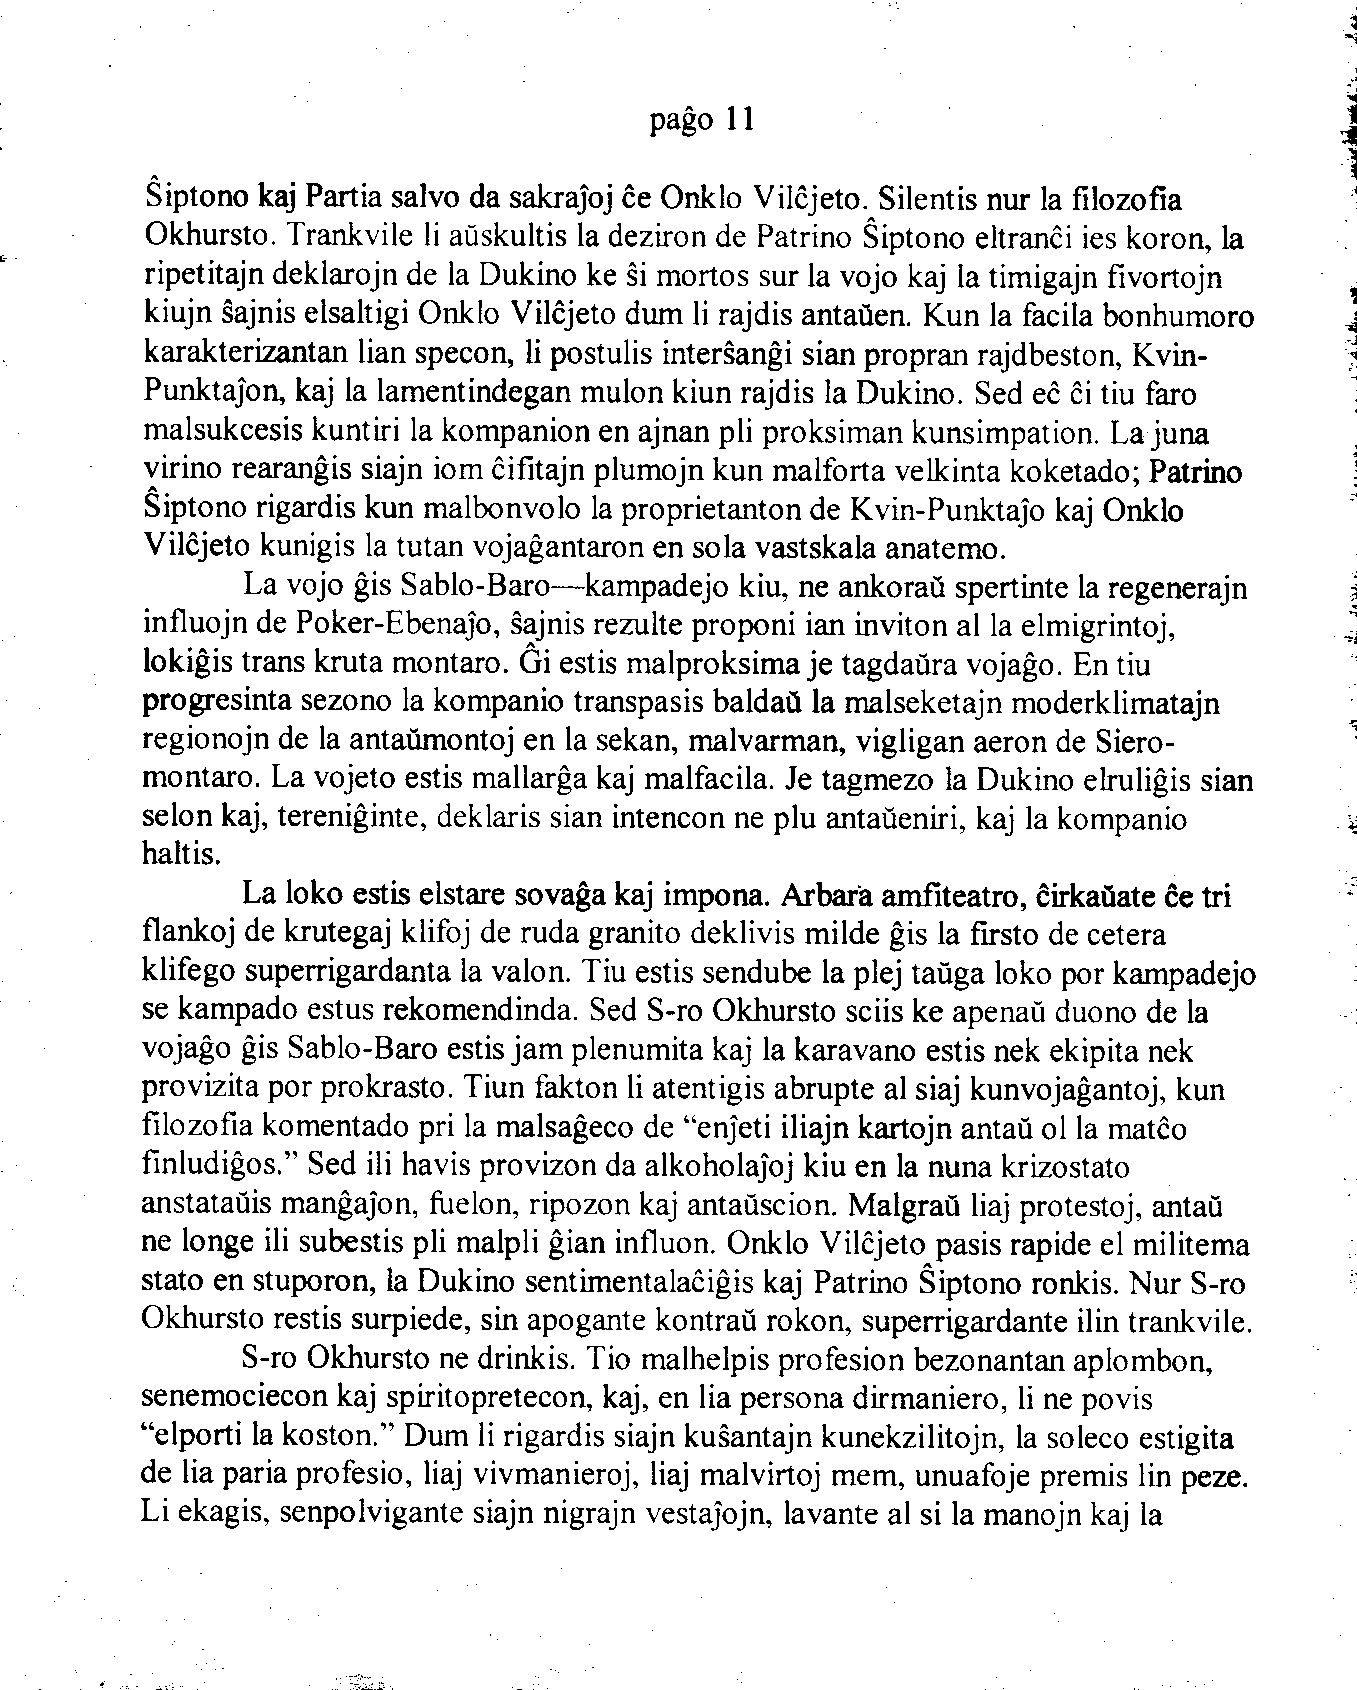 paĝo 11
Ŝiptono kaj Partia salvo da sakraĵoj ĉe Onklo Vilĉjeto. Silentis nur la filozofia
Okhursto. Trankvile li aŭskultis la deziron de Patrino Ŝiptono eltranĉi ies koron, la
ripetitajn deklarojn de la Dukino ke ŝi mortos sur la vojo kaj la timigajn fivortojn
kiujn ŝajnis elsaltigi Onklo Vilĉjeto dum li rajdis antaŭen. Kun la facila bonhumoro
karakterizantan lian specon, li postulis interŝanĝi sian propran rajdbeston, Kvin-
Punktaĵon, kaj la lamentindegan mulon kiun rajdis la Dukino. Sed eĉ ĉi tiu faro
malsukcesis kuntiri la kompanion en ajnan pli proksiman kunsimpation. La juna
virino rearanĝis siajn iom ĉifitajn plumojn kun malforta velkinta koketado; Patrino
Ŝiptono rigardis kun malbonvolo la proprietanton de Kvin-Punktaĵo kaj Onklo
Vilĉjeto kunigis la tutan vojaĝantaron en sola vastskala anatemo.
La vojo ĝis Sablo-Baro—kampadejo kiu, ne ankoraŭ spertinte la regenerajn
influojn de Poker-Ebenaĵo, ŝajnis rezulte proponi ian inviton al la elmigrintoj,
lokiĝis trans kruta montaro. Ĝi estis malproksima je tagdaŭra vojaĝo. En tiu
progresinta sezono la kompanio transpasis baldaŭ la malseketajn moderklimatajn
regionojn de la antaŭmontoj en la sekan, malvarman, vigligan aeron de Siero-
montaro. La vojeto estis mallarĝa kaj malfacila. Je tagmezo la Dukino elruliĝis sian
selon kaj, tereniĝinte, deklaris sian intencon ne plu antaŭeniri, kaj la kompanio
haltis.
La loko estis elstare sovaĝa kaj impona. Arbara amfiteatro, ĉirkaŭate ĉe tri
flankoj de krutegaj klifoj de ruda granito deklivis milde ĝis la firsto de cetera
klifego superrigardanta la valon. Tiu estis sendube la plej taŭga loko por kampadejo
se kampado estus rekomendinda. Sed S-ro Okhursto sciis ke apenaŭ duono de la
vojaĝo ĝis Sablo-Baro estis jam plenumita kaj la karavano estis nek ekipita nek
provizita por prokrasto. Tiun fakton li atentigis abrupte al siaj kunvojaĝantoj, kun
filozofia komentado pri la malsaĝeco de “enĵeti iliajn kartojn antaŭ ol la matĉo
finludiĝos.” Sed ili havis provizon da alkoholaĵoj kiu en la nuna krizostato
anstataŭis manĝaĵon, fuelon, ripozon kaj antaŭscion. Malgraŭ liaj protestoj, antaŭ
ne longe ili subestis pli malpli ĝian influon. Onklo Vilĉjeto pasis rapide el militema
stato en stuporon, la Dukino sentimentalaĉiĝis kaj Patrino Ŝiptono ronkis. Nur S-ro
Okhursto restis surpiede, sin apogante kontraŭ rokon, superrigardante ilin trankvile.
S-ro Okhursto ne drinkis. Tio malhelpis profesion bezonantan aplombon,
senemociecon kaj spiritopretecon, kaj, en lia persona dirmaniero, li ne povis
“elporti la koston.” Dum li rigardis siajn kuŝantajn kunekzilitojn, la soleco estigita
de lia paria profesio, liaj vivmanieroj, liaj malvirtoj mem, unuafoje premis lin peze.
Li ekagis, senpolvigante siajn nigrajn vestaĵojn, lavante al si la manojn kaj la